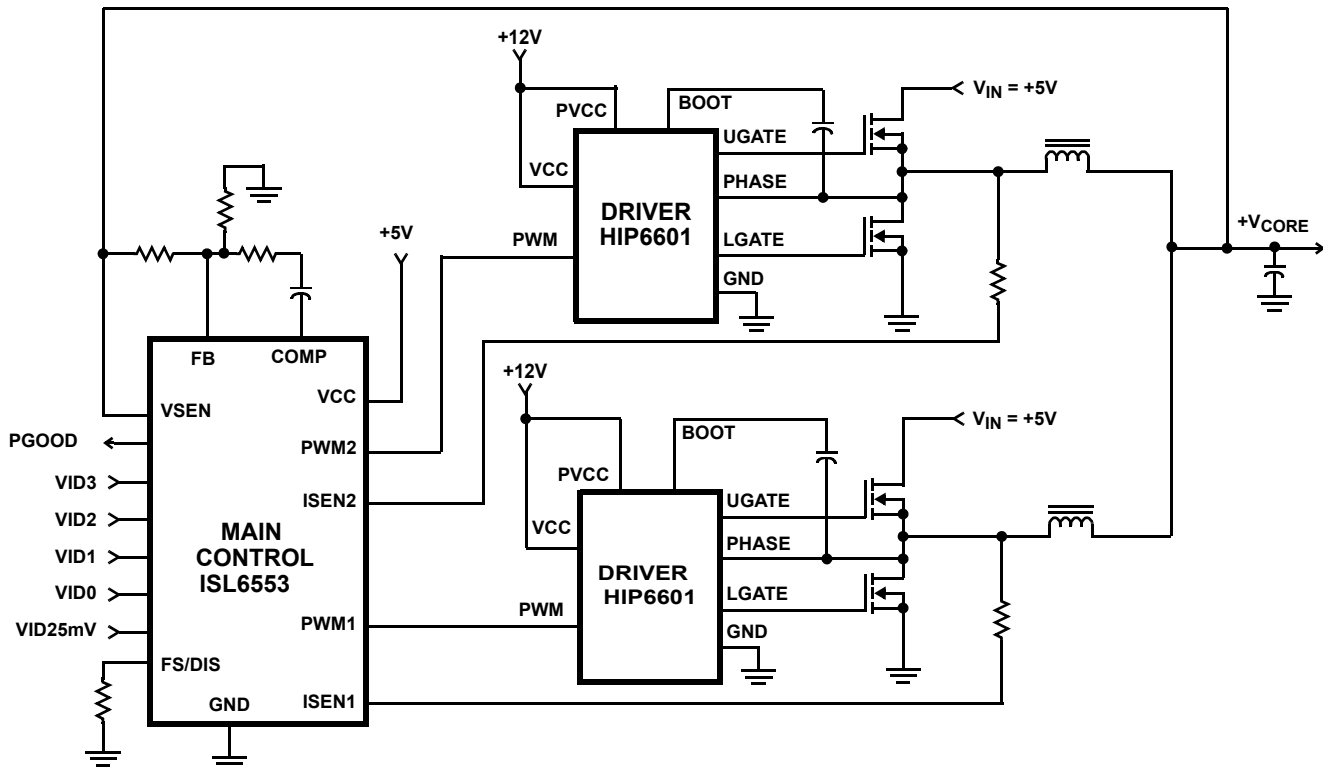 +12V
PVCC
BOOT
V_IN = +5V
UGATE
VCC
PHASE
DRIVER
HIP6601
+5V
+V_CORE
PWM
LGATE
GND
FB
COMP
+12V
VCC
VSEN
V_IN = +5V
BOOT
PGOOD
PWM2
PVCC
VID3
ISEN2
UGATE
VID2
MAIN
CONTROL
ISL6553
VCC
PHASE
VID1
DRIVER
HIP6601
VID0
LGATE
PWM
VID25mV
PWM1
GND
FS/DIS
GND
ISEN1